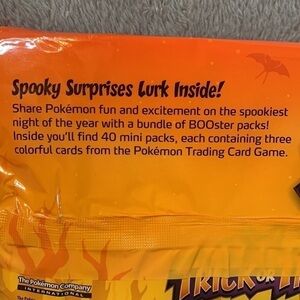 Spooky Surprises Lurk Inside!
Share Pokémon fun and excitement on the spookiest
night of the year with a bundle of BOOster packs!
Inside you'll find 40 mini packs, each containing three
colorful cards from the Pokémon Trading Card Game.
The Pokémon Company
INTERNATIONAL
TRICK OR